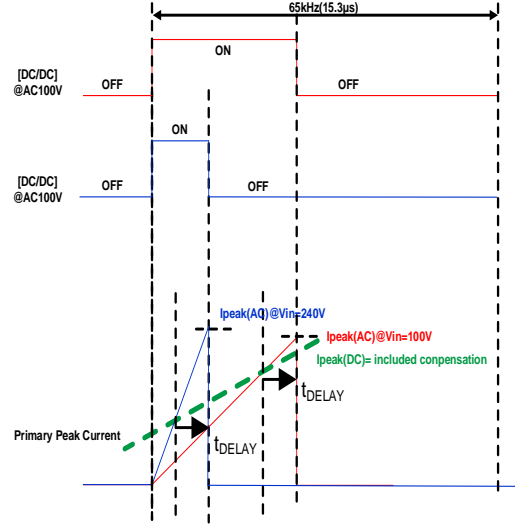 65kHz(15.3μs)
ON
[DC/DC]
@AC100V
OFF
OFF
ON
[DC/DC]
@AC100V
OFF
OFF
Ipeak(AC)@Vin=240V
Ipeak(AC)@Vin=100V
Ipeak(DC)= included conpensation
tDELAY
Primary Peak Current
tDELAY